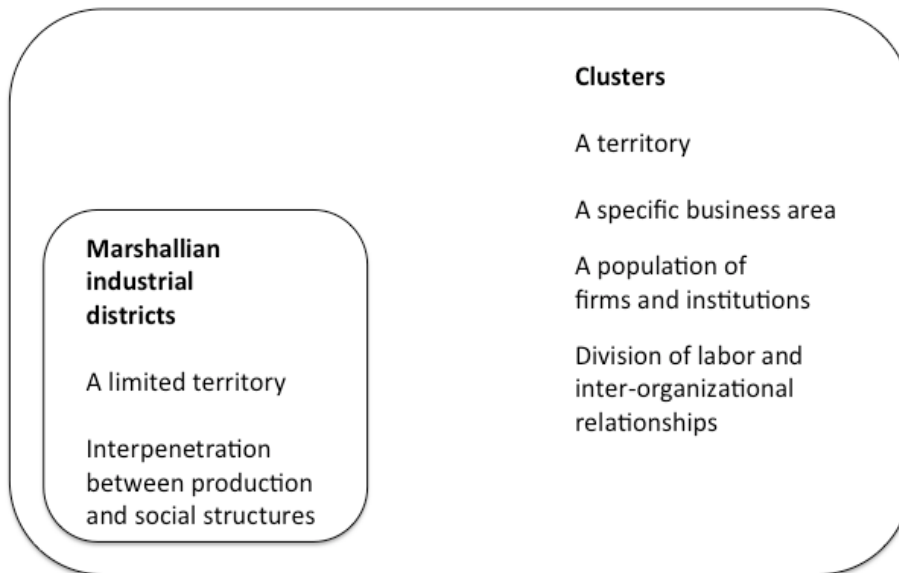 Clusters
A territory
A specific business area
A population of
firms and institutions
Division of labor and
inter-organizational
relationships
Marshallian
industrial
districts
A limited territory
Interpenetration
between production
and social structures